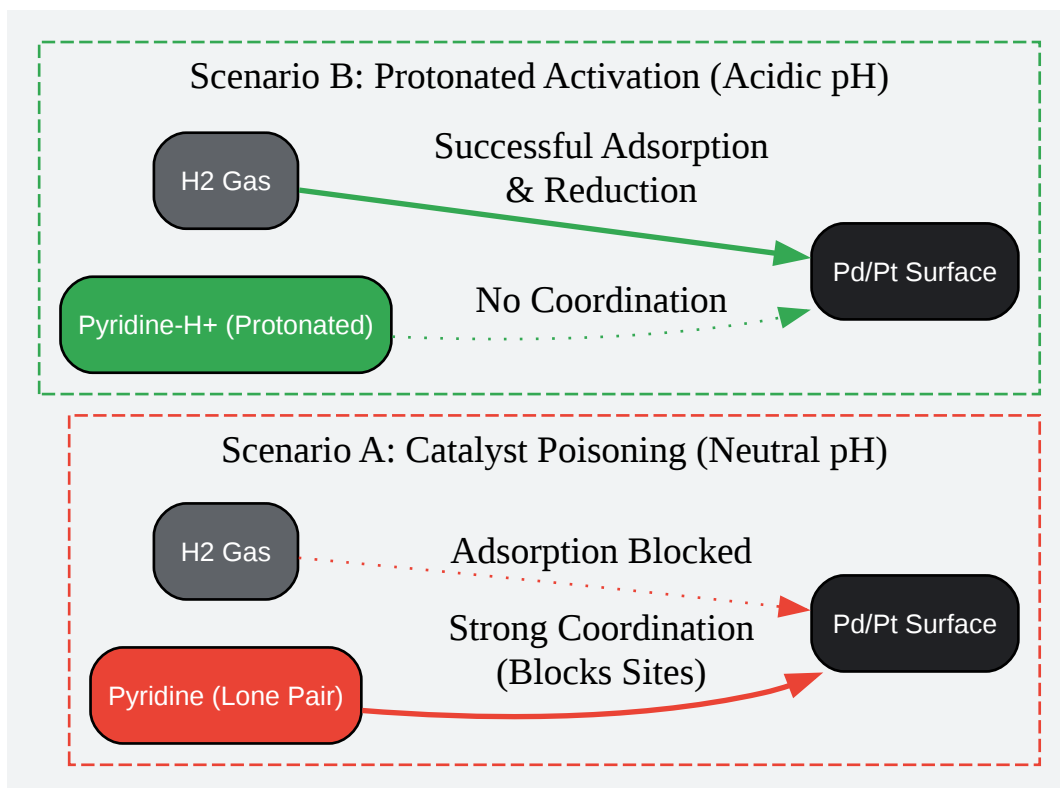 Scenario B: Protonated Activation (Acidic pH)
Successful Adsorption
& Reduction
H2 Gas
Pd/Pt Surface
No Coordination
Pyridine-H+ (Protonated)
Scenario A: Catalyst Poisoning (Neutral pH)
H2 Gas
Adsorption Blocked
Pd/Pt Surface
Strong Coordination
(Blocks Sites)
Pyridine (Lone Pair)